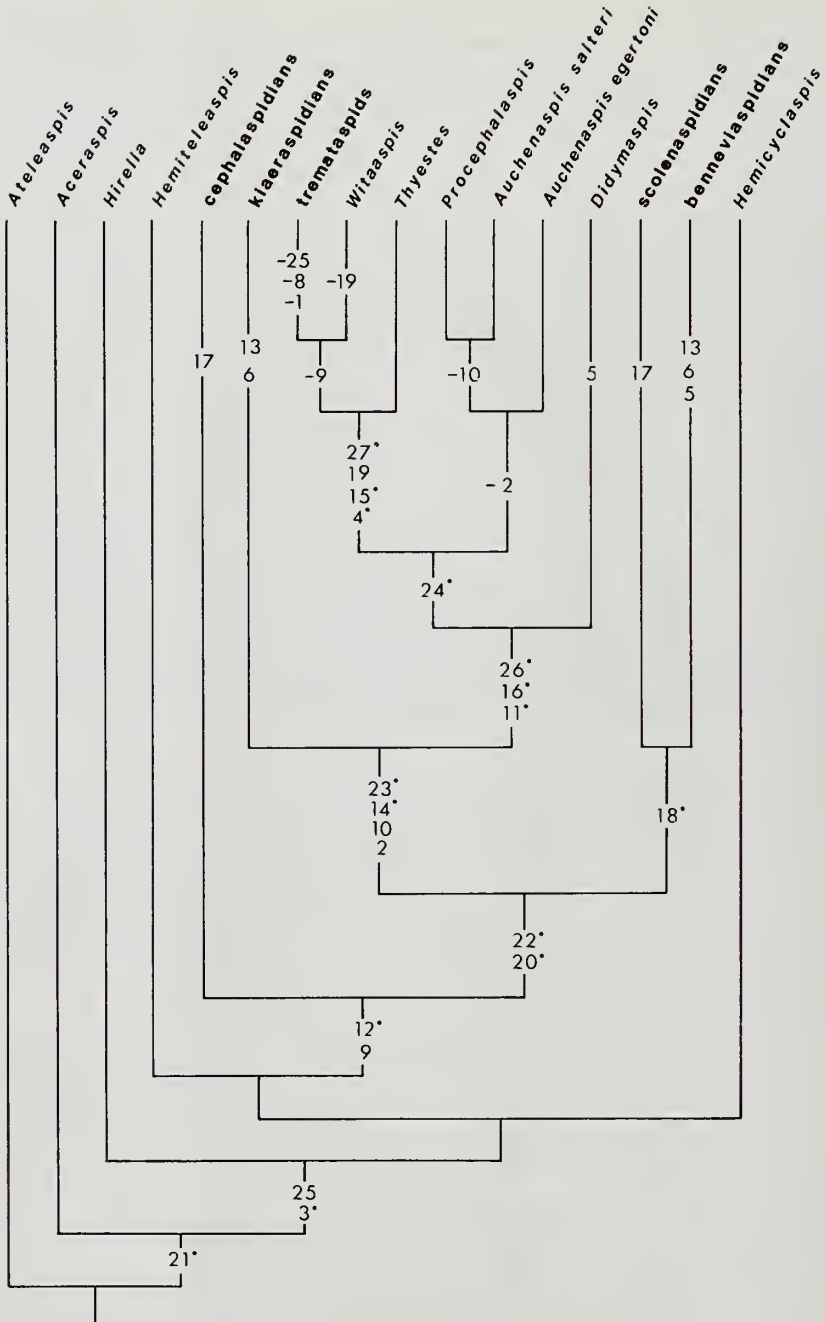 Ateleaspis
Aceraspis
Hirella
Hemiteleaspis
cephalaspidians
kiaeraspidians
tremataspids
Witaaspis
Thyestes
Procephalaspis
Auchenaspis salteri
Auchenaspis egertoni
Didymaspis
scolenaspidians
benneviaspidians
Hemicyclaspis
-25
-8
-1
-19
17
13
6
-9
-10
5
17
13
6
5
27•
19
15•
4•
-2
24•
26•
16•
11•
23•
14•
10
2
18•
22•
20•
12•
9
25
3•
21•